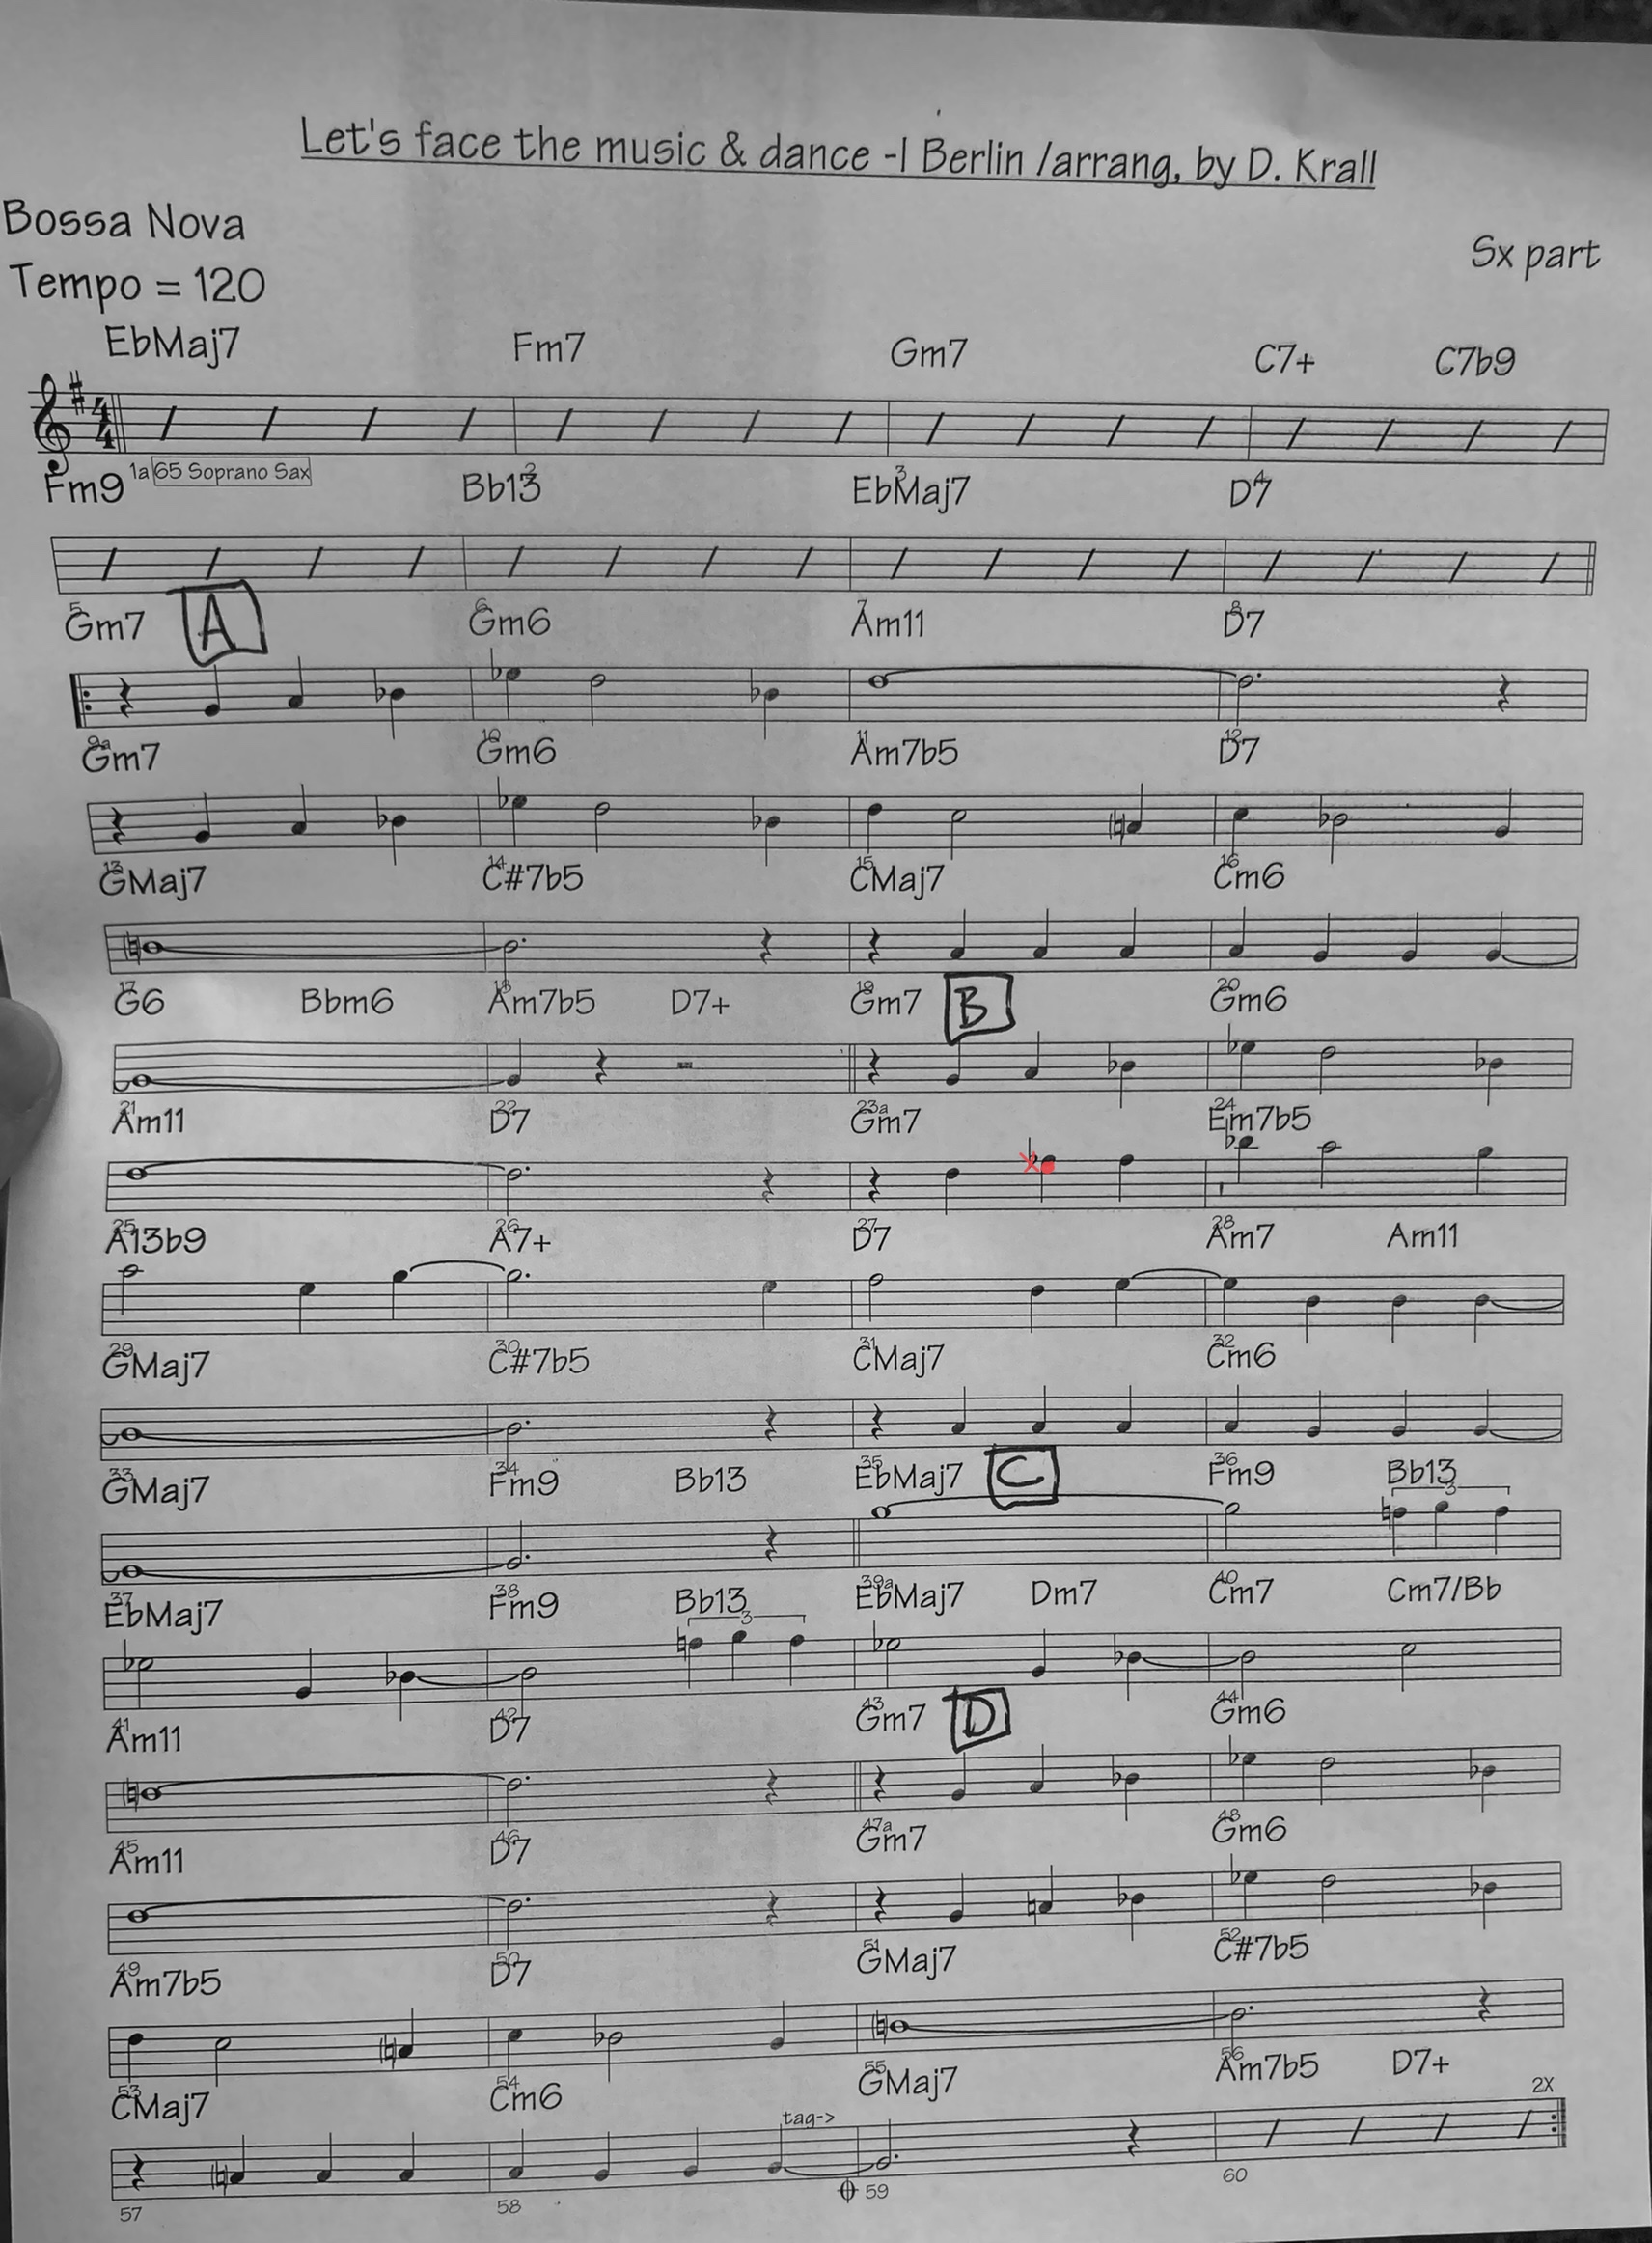 Let's face the music & dance -I Berlin /arrang, by D. Krall
Bossa Nova
Sx part
Tempo = 120
EbMaj7 Fm7 Gm7 C7+ C7b9
4 4
1a 65 Soprano Sax 2 3 4
Fm9 Bb13 EbMaj7 D7
5 6 7 8
Gm7 A Gm6 Am11 D7
9a 10 11 12
Gm7 Gm6 Am7b5 D7
13 14 15 16
GMaj7 C#7b5 CMaj7 Cm6
17 18 19 20
G6 Bbm6 Am7b5 D7+ Gm7 B Gm6
21 22 23a 24
Am11 D7 Gm7 Em7b5
25 26 27 28
A13b9 A7+ D7 Am7 Am11
29 30 31 32
GMaj7 C#7b5 CMaj7 Cm6
33 34 35 36
GMaj7 Fm9 Bb13 EbMaj7 C Fm9 Bb13
3
37 38 39a 40
EbMaj7 Fm9 Bb13 EbMaj7 Dm7 Cm7 Cm7/Bb
3
41 42 43 44
Am11 D7 Gm7 D Gm6
45 46 47a 48
Am11 D7 Gm7 Gm6
49 50 51 52
Am7b5 D7 GMaj7 C#7b5
53 54 55 56
CMaj7 Cm6 GMaj7 Am7b5 D7+
tag-> 2X
57 58 59 60